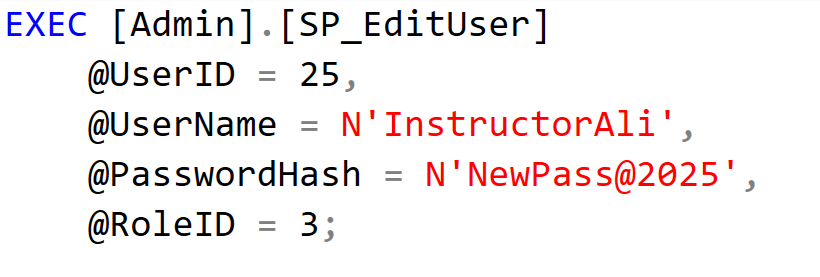 EXEC [Admin].[SP_EditUser]
    @UserID = 25,
    @UserName = N'InstructorAli',
    @PasswordHash = N'NewPass@2025',
    @RoleID = 3;